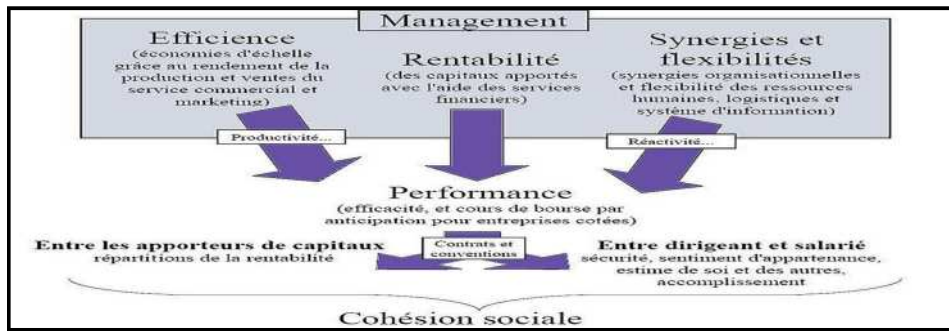 Management
Efficience
(économies d'échelle
grâce au rendement de la
production et ventes du
service commercial et
marketing)
Rentabilité
(des capitaux apportés
avec l'aide des services
financiers)
Synergies et
flexibilités
(synergies organisationnelles
et flexibilité des ressources
humaines, logistiques et
système d'information)
Productivité...
Réactivité...
Performance
(efficacité, et cours de bourse par
anticipation pour entreprises cotées)
Entre les apporteurs de capitaux
répartitions de la rentabilité
Contrats et
conventions
Entre dirigeant et salarié
sécurité, sentiment d'appartenance,
estime de soi et des autres,
accomplissement
Cohésion sociale